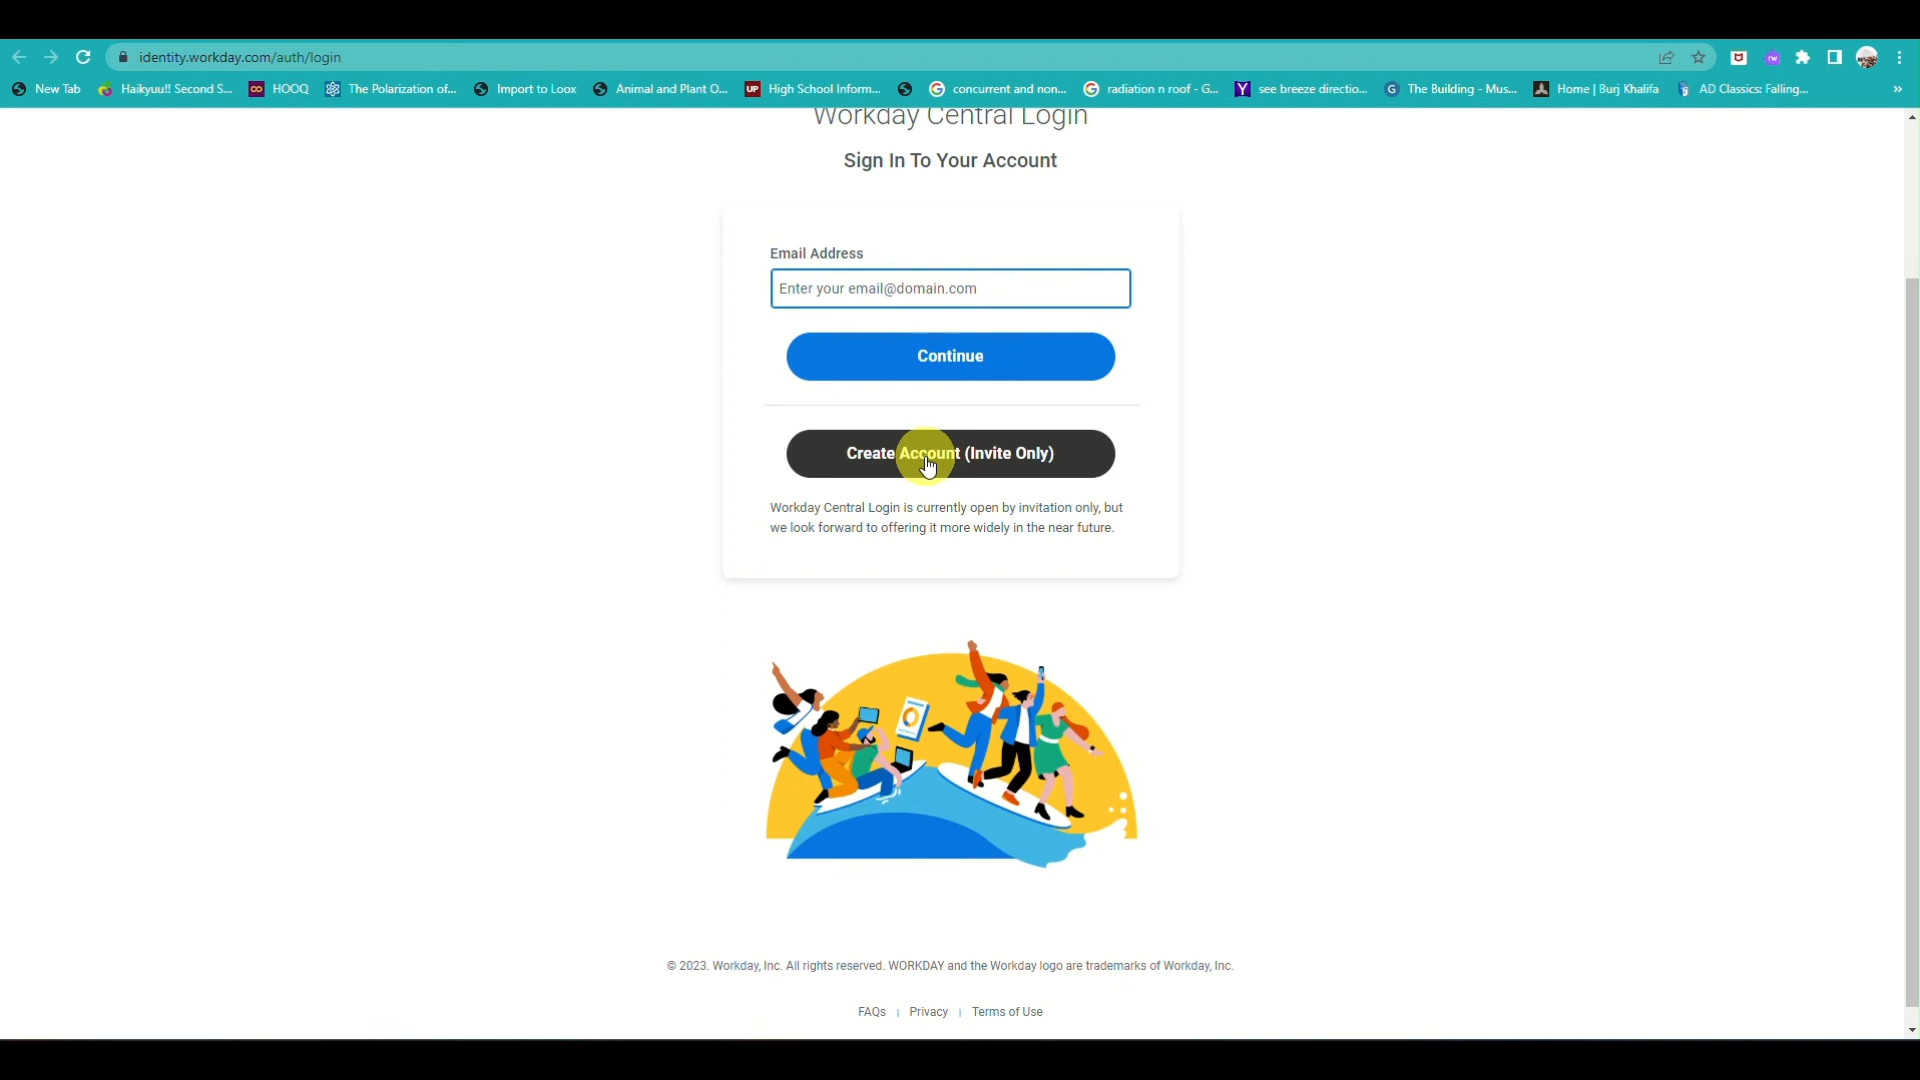 identity.workday.com/auth/login
New Tab
Haikyuu!! Second S...
HOOQ
The Polarization of...
Import to Loox
Animal and Plant O...
UP High School Inform...
concurrent and non...
radiation n roof - G...
see breeze directio...
The Building - Mus...
Home | Burj Khalifa
AD Classics: Falling...
»
Workday Central Login
Sign In To Your Account
Email Address
Enter your email@domain.com
Continue
Create Account (Invite Only)
Workday Central Login is currently open by invitation only, but
we look forward to offering it more widely in the near future.
© 2023. Workday, Inc. All rights reserved. WORKDAY and the Workday logo are trademarks of Workday, Inc.
FAQs | Privacy | Terms of Use